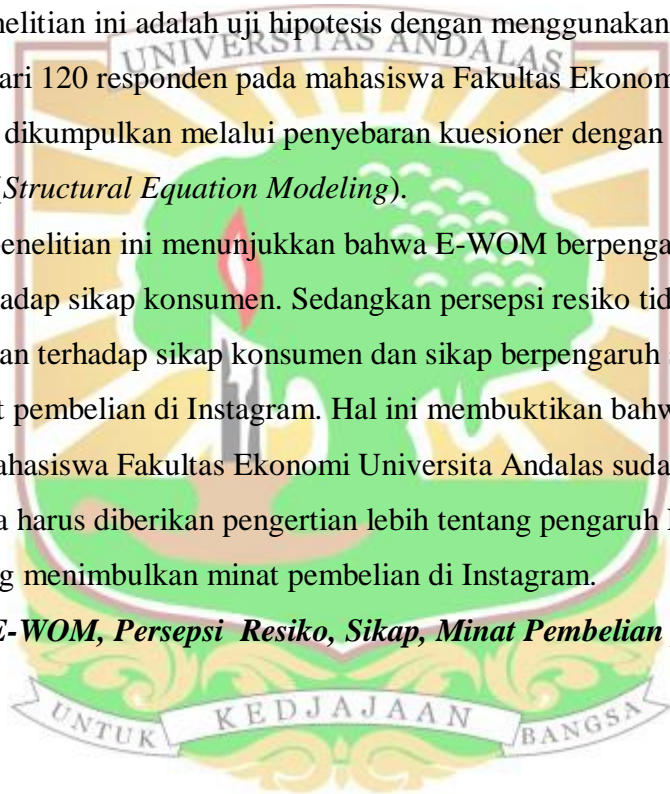 nelitian ini adalah uji hipotesis dengan menggunakan
UNIVERSITAS ANDALAS
ari 120 responden pada mahasiswa Fakultas Ekonom
dikumpulkan melalui penyebaran kuesioner dengan
(Structural Equation Modeling).
enelitian ini menunjukkan bahwa E-WOM berpenga
adap sikap konsumen. Sedangkan persepsi resiko tid
an terhadap sikap konsumen dan sikap berpengaruh s
t pembelian di Instagram. Hal ini membuktikan bahw
ahasiswa Fakultas Ekonomi Universita Andalas suda
a harus diberikan pengertian lebih tentang pengaruh
g menimbulkan minat pembelian di Instagram.
E-WOM, Persepsi Resiko, Sikap, Minat Pembelian
UNTUK KEDJAJAAN BANGSA